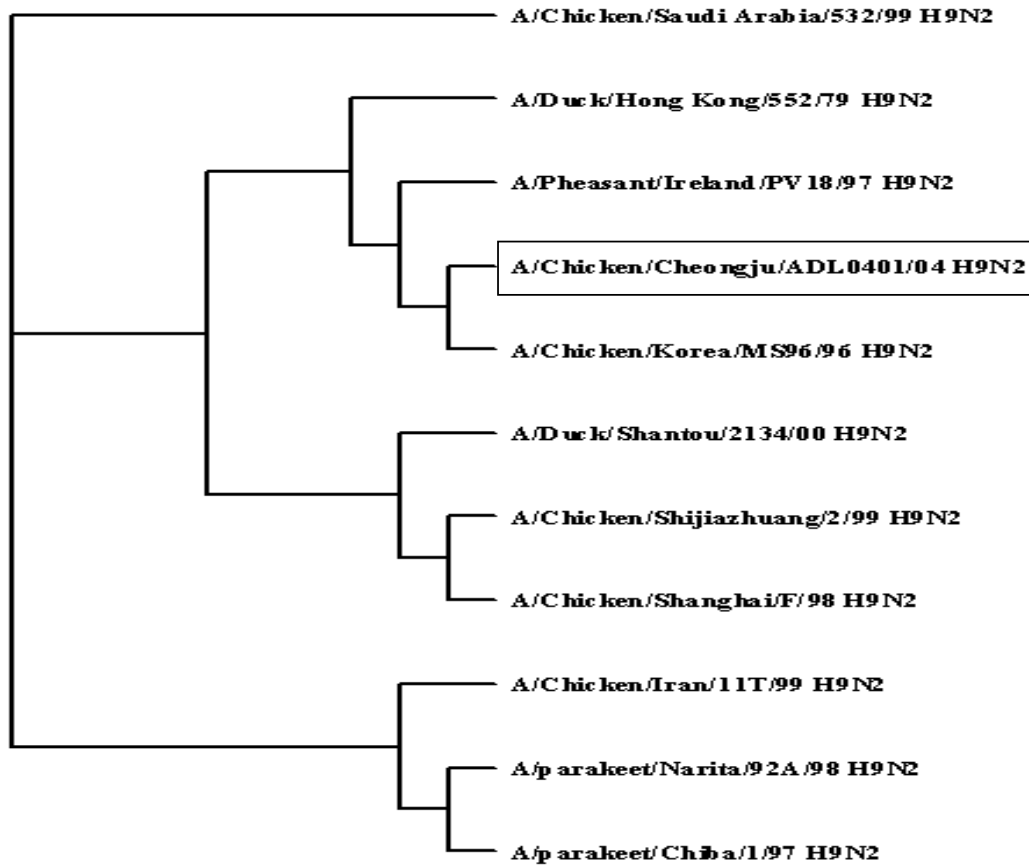 A/Chicken/Saudi Arabia/532/99 H9N2
A/Duck/Hong Kong/552/79 H9N2
A/Pheasant/Ireland/PV18/97 H9N2
A/Chicken/Cheongju/ADL0401/04 H9N2
A/Chicken/Korea/MS96/96 H9N2
A/Duck/Shantou/2134/00 H9N2
A/Chicken/Shijiazhuang/2/99 H9N2
A/Chicken/Shanghai/F/98 H9N2
A/Chicken/Iran/11T/99 H9N2
A/parakeet/Narita/92A/98 H9N2
A/parakeet/Chiba/1/97 H9N2